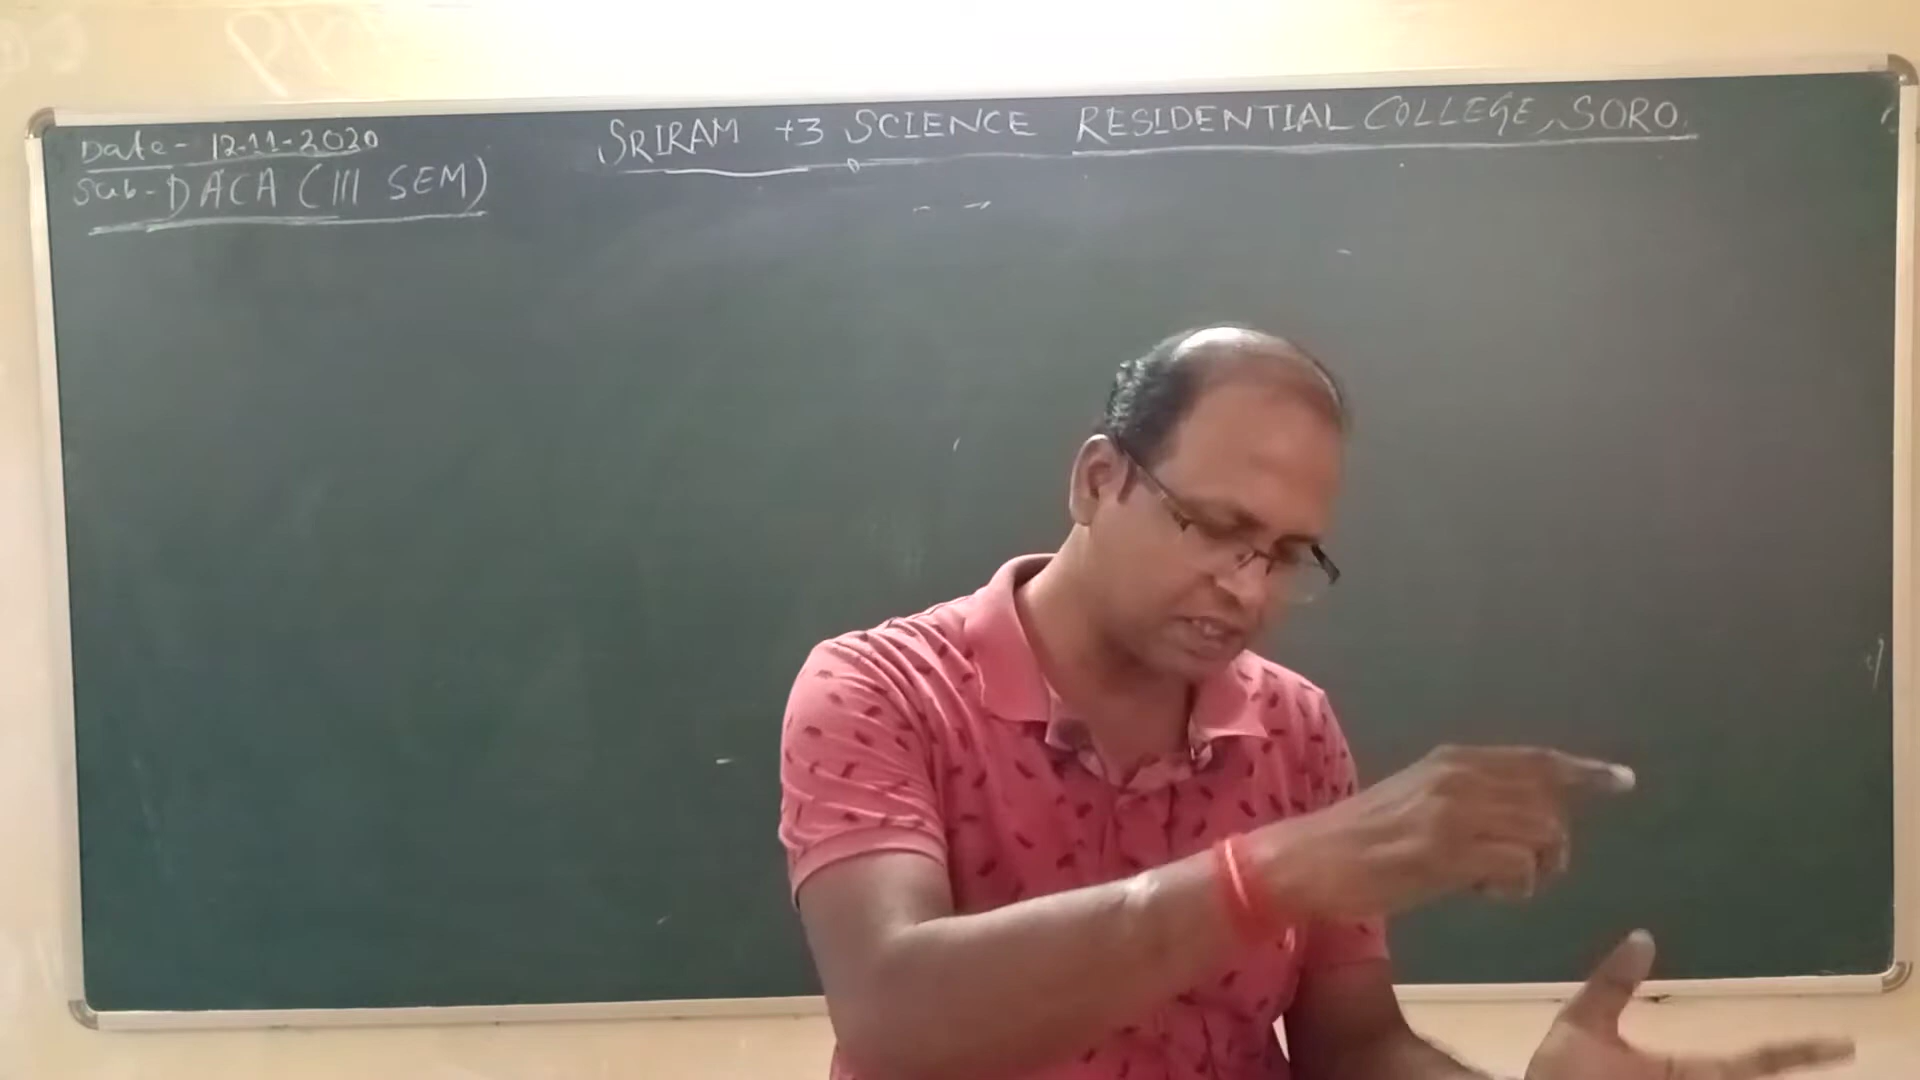 Date- 12-11-2020
SRIRAM +3 SCIENCE RESIDENTIAL COLLEGE, SORO.
Sub- DACA (III SEM)